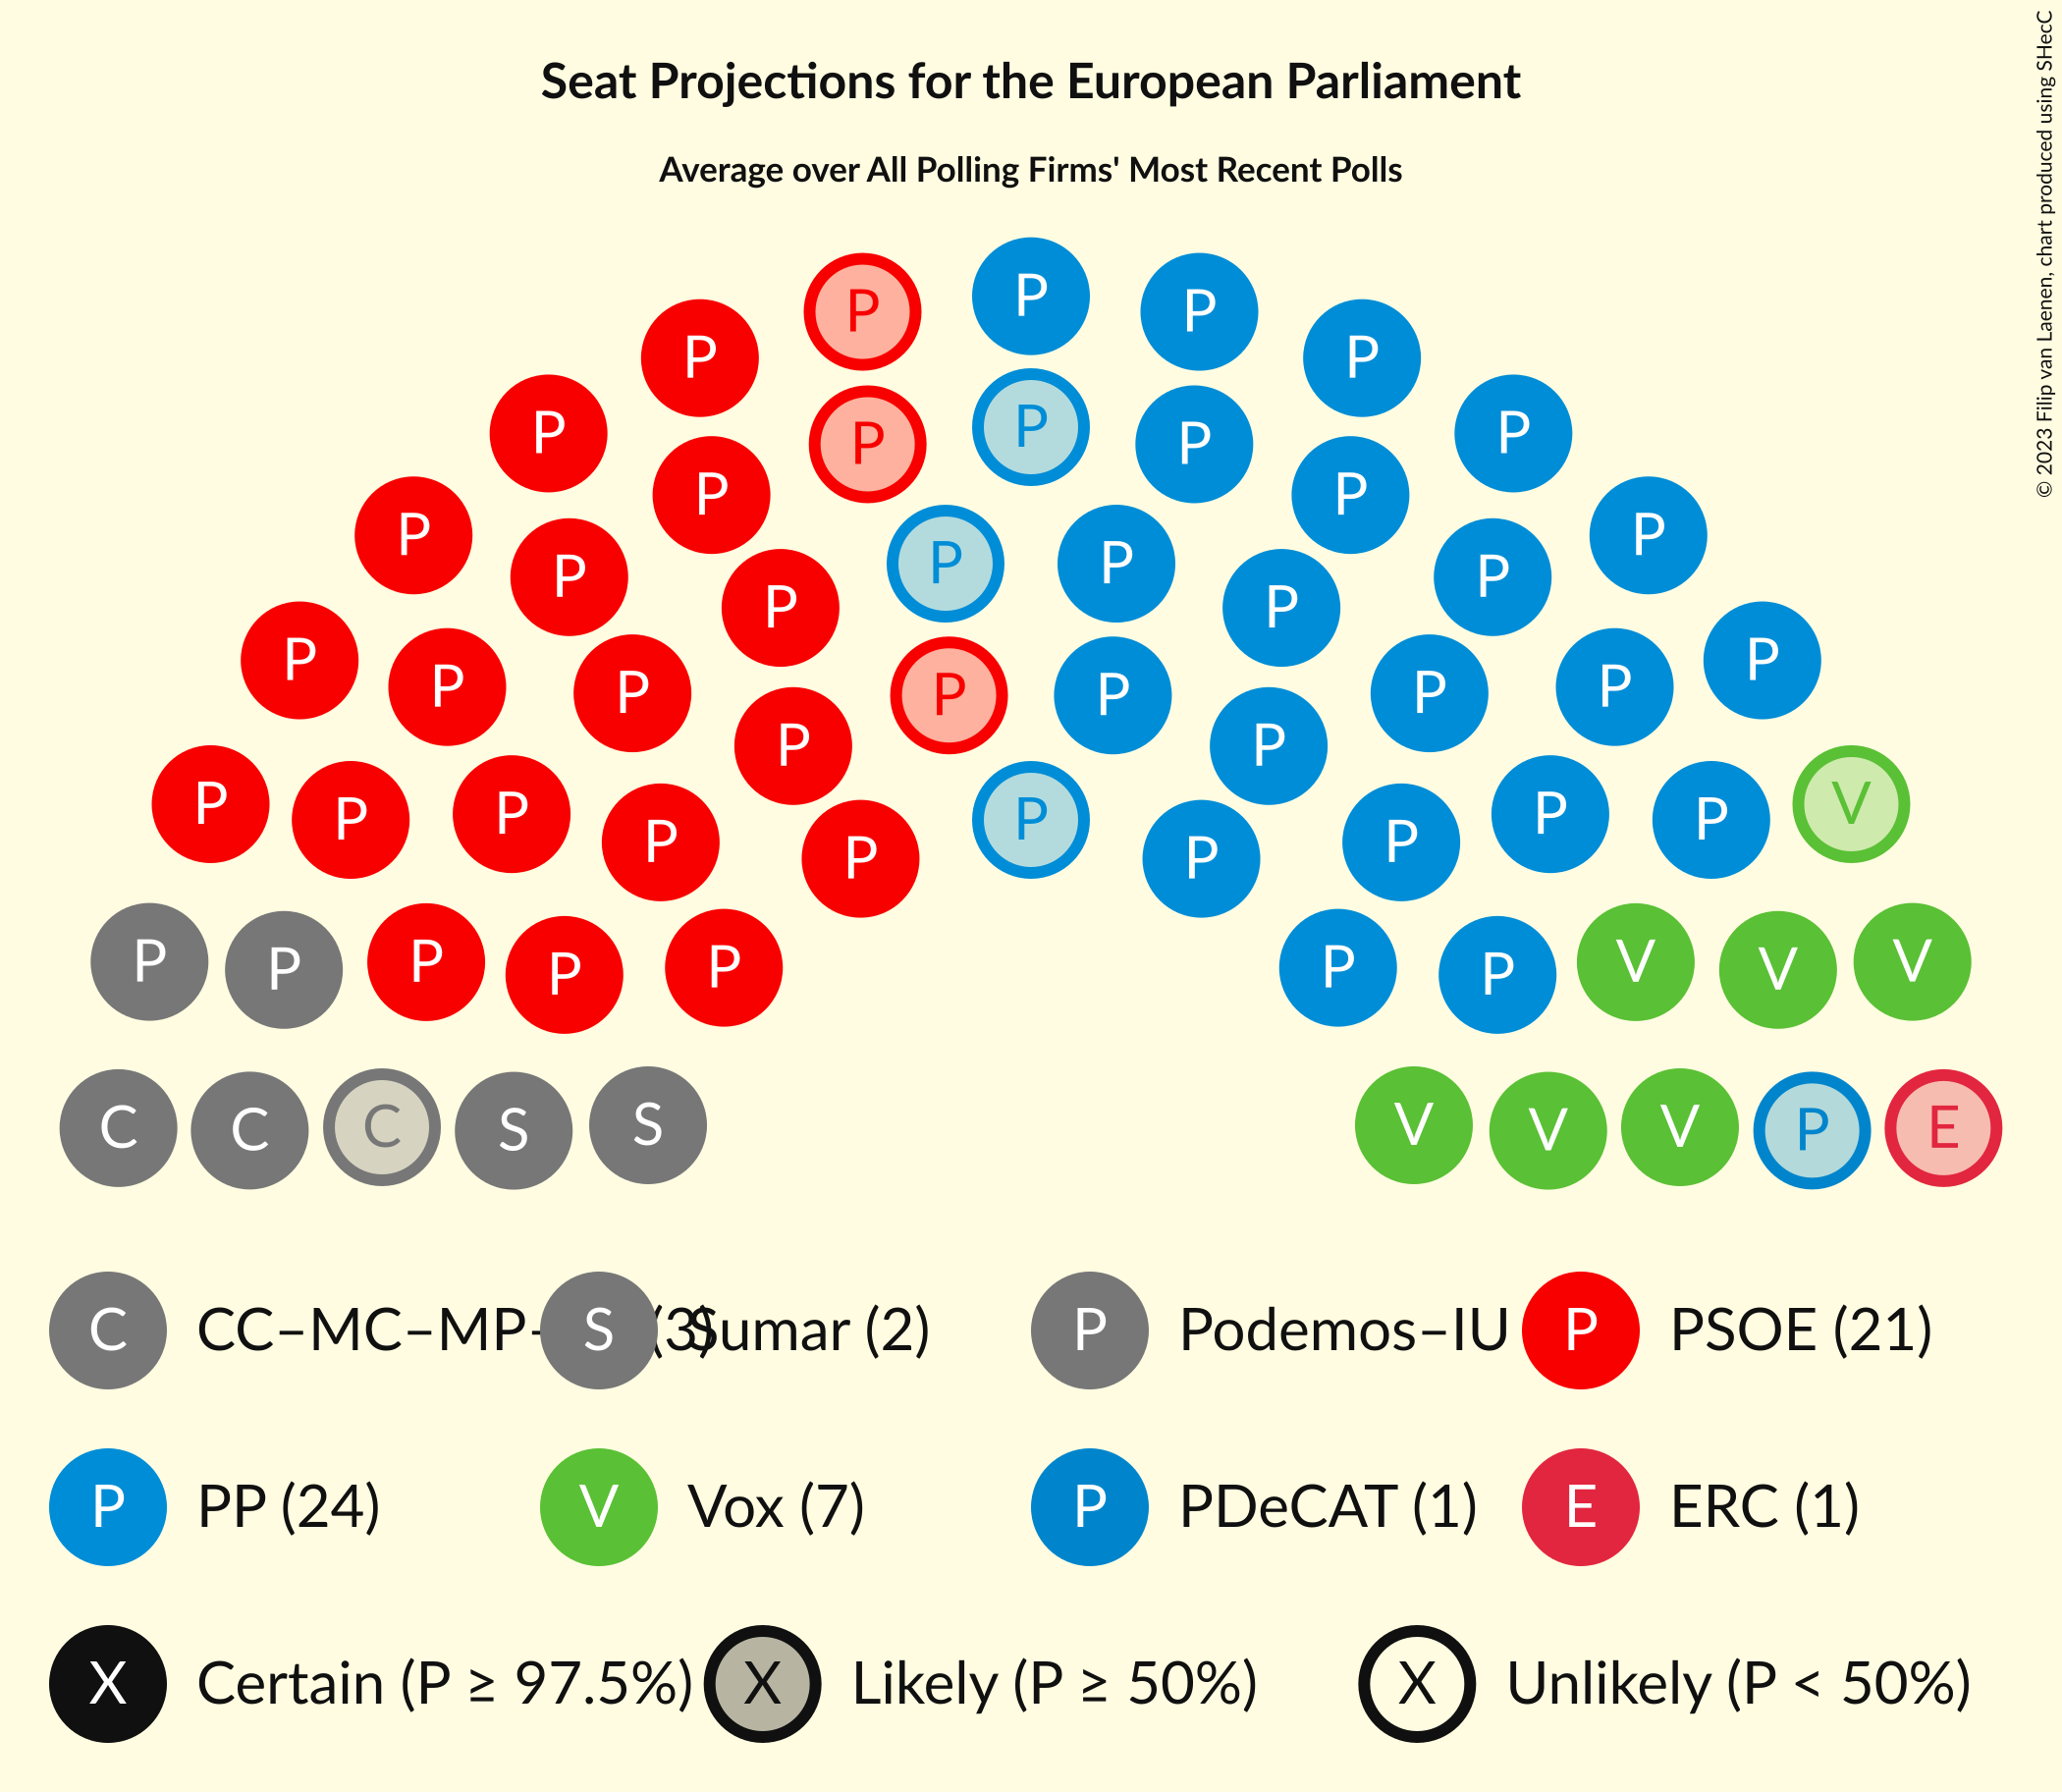 Seat Projections for the European Parliament
Average over All Polling Firms' Most Recent Polls
© 2023 Filip van Laenen, chart produced using SHecC
P P P
P P
P P P P P
P P
P P P P P P
P P
P P P P P P P P
P P
P P P P P P P P P P V
P P P P P P P V V V
C C C S S V V V P E
C CC–MC–MP– (3) S Sumar (2) P Podemos–IU P PSOE (21)
P PP (24) V Vox (7) P PDeCAT (1) E ERC (1)
X Certain (P ≥ 97.5%) X Likely (P ≥ 50%) X Unlikely (P < 50%)